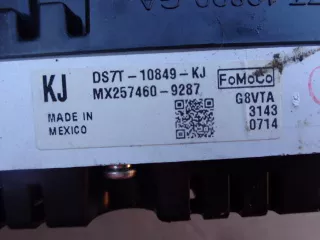 KJ
DS7T-10849-KJ
MX257460-9287
FoMoCo
G8VTA
3143
0714
MADE IN
MEXICO